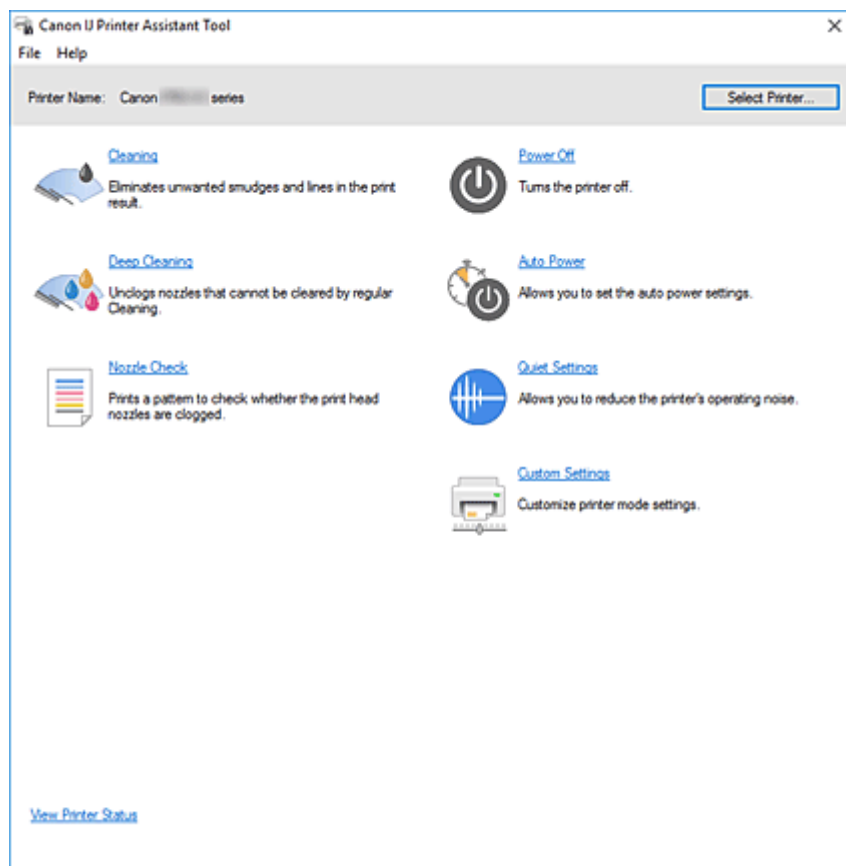 Canon IJ Printer Assistant Tool
File Help
Printer Name: Canon series
Select Printer...
Cleaning
Eliminates unwanted smudges and lines in the print
result.
Deep Cleaning
Unclogs nozzles that cannot be cleared by regular
Cleaning.
Nozzle Check
Prints a pattern to check whether the print head
nozzles are clogged.
Power Off
Turns the printer off.
Auto Power
Allows you to set the auto power settings.
Quiet Settings
Allows you to reduce the printer's operating noise.
Custom Settings
Customize printer mode settings.
View Printer Status